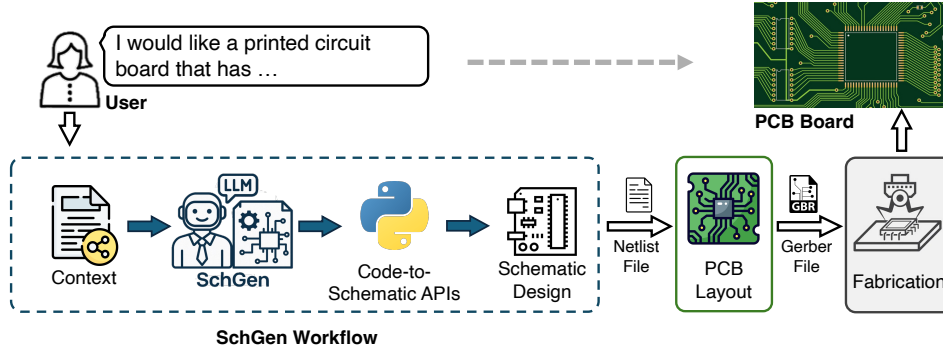 I would like a printed circuit
board that has ...
User
PCB Board
LLM
GBR
Context
SchGen
Code-to-
Schematic APIs
Schematic
Design
Netlist
File
PCB
Layout
Gerber
File
Fabrication
SchGen Workflow